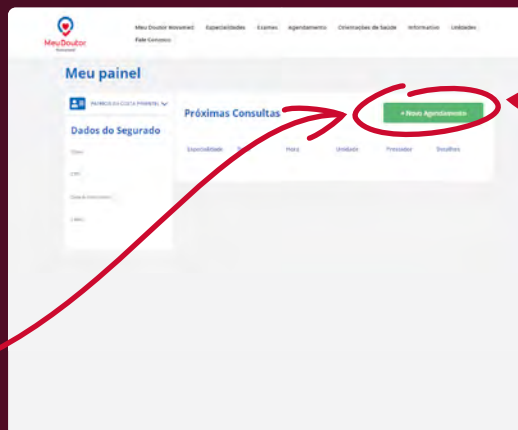 MeuDoutor
Novamed
Meu Doutor Novamed Especialidades Exames Agendamento Orientações de Saúde Informativo Unidades
Fale Conosco
Meu painel
Próximas Consultas
+ Novo Agendamento
Dados do Segurado
Especialidade Hora Unidade Prestador Detalhes